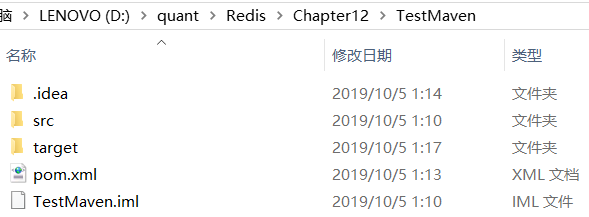 脑 > LENOVO (D:) > quant > Redis > Chapter12 > TestMaven
名称 修改日期 类型
.idea 2019/10/5 1:14 文件夹
src 2019/10/5 1:10 文件夹
target 2019/10/5 1:17 文件夹
pom.xml 2019/10/5 1:13 XML 文档
TestMaven.iml 2019/10/5 1:10 IML 文件